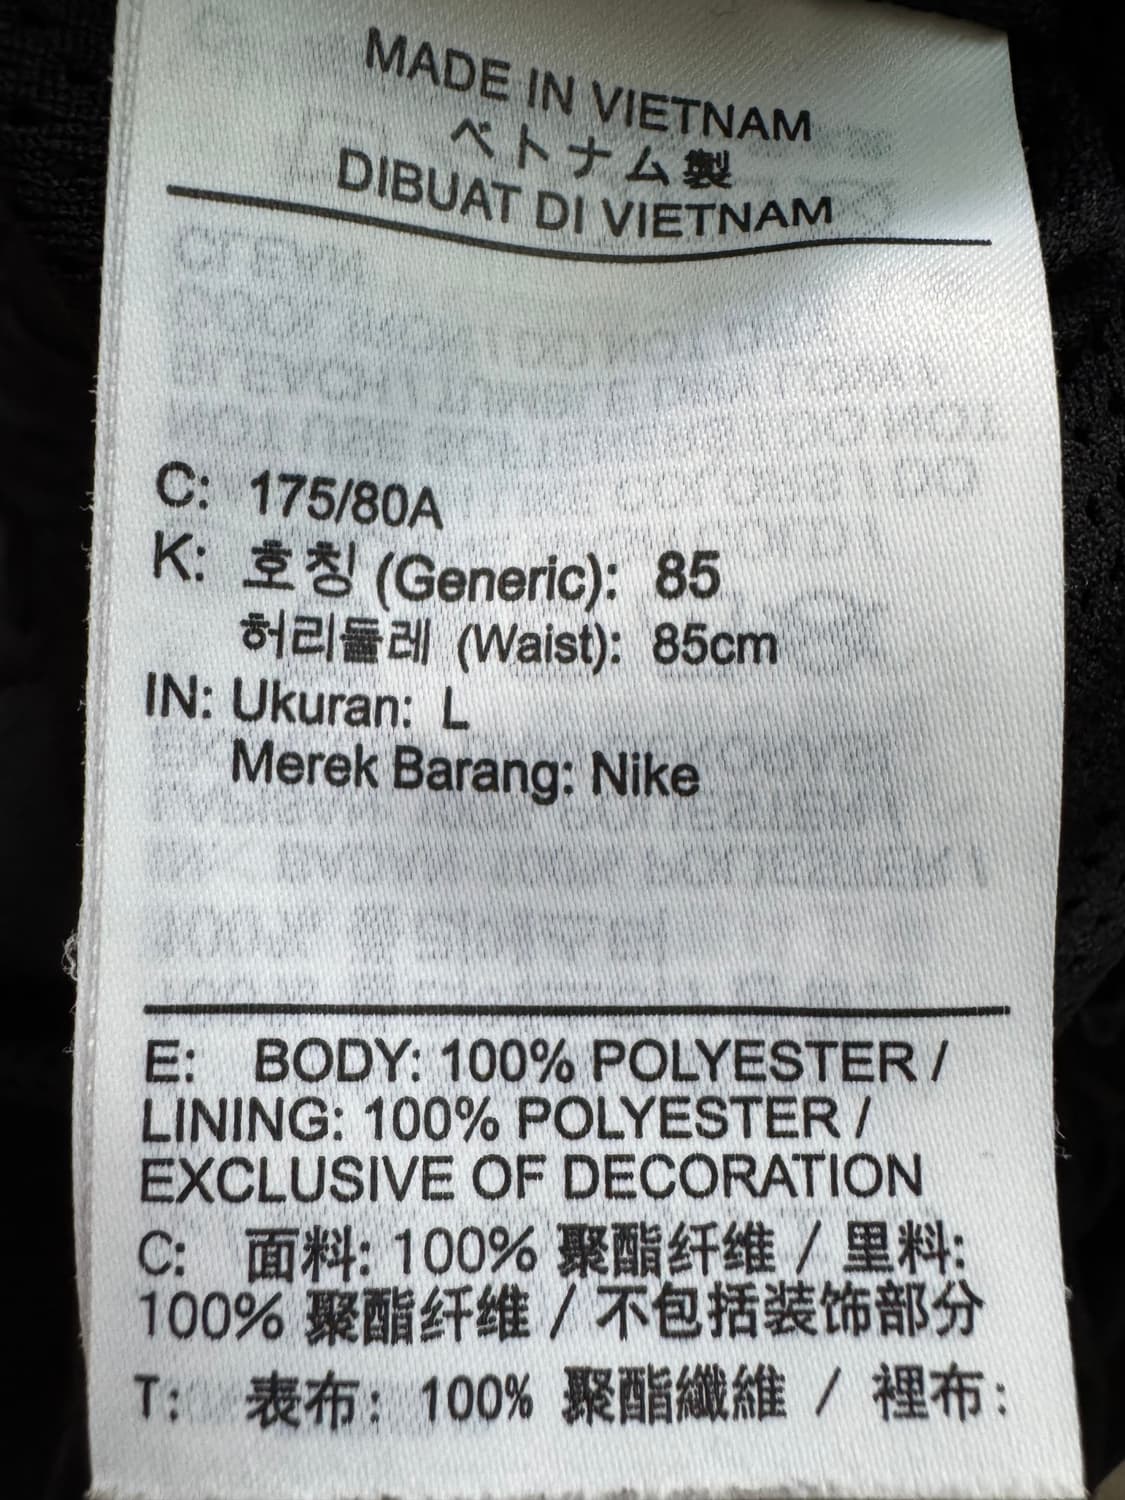 MADE IN VIETNAM
ベトナム製
DIBUAT DI VIETNAM
C: 175/80A
K: 호칭 (Generic): 85
허리둘레 (Waist): 85cm
IN: Ukuran: L
Merek Barang: Nike
E: BODY: 100% POLYESTER /
LINING: 100% POLYESTER /
EXCLUSIVE OF DECORATION
C: 面料: 100% 聚酯纤维 / 里料:
100% 聚酯纤维 / 不包括装饰部分
T: 表布: 100% 聚酯纖維 / 裡布: